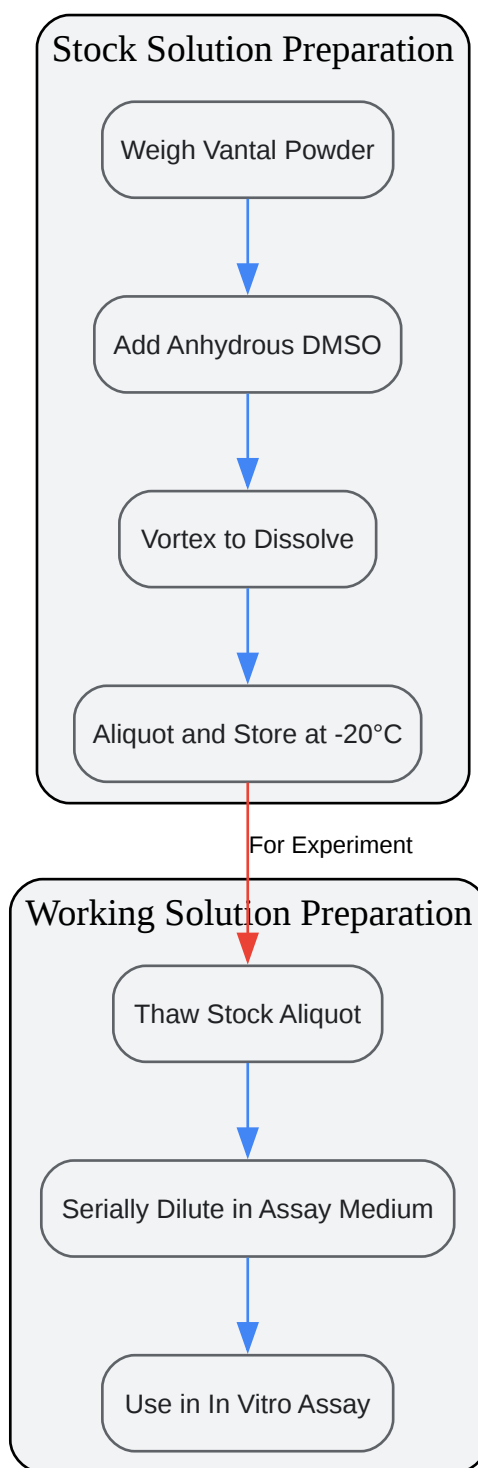 Stock Solution Preparation
Weigh Vantal Powder
Add Anhydrous DMSO
Vortex to Dissolve
Aliquot and Store at -20°C
For Experiment
Working Solution Preparation
Thaw Stock Aliquot
Serially Dilute in Assay Medium
Use in In Vitro Assay